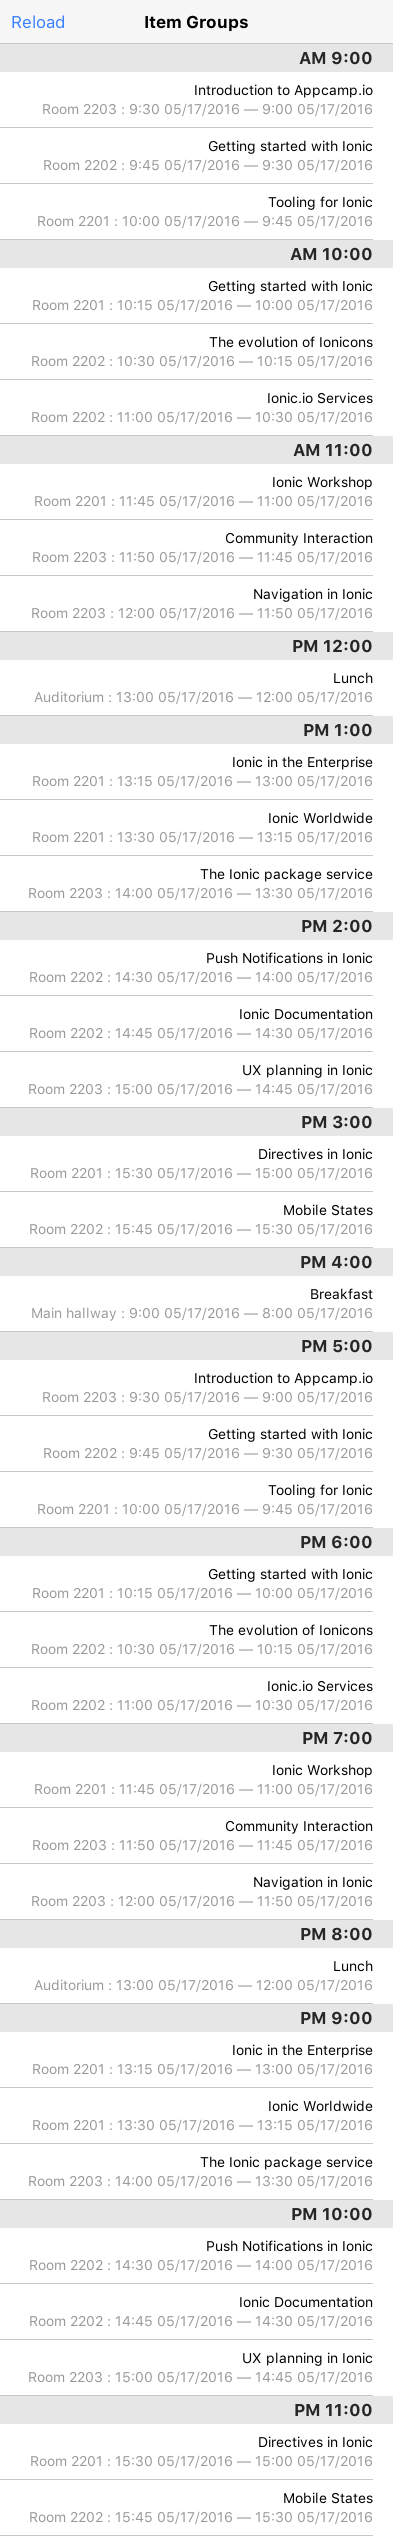 Reload
Item Groups
AM 9:00
Introduction to Appcamp.io
Room 2203 : 9:30 05/17/2016 — 9:00 05/17/2016
Getting started with Ionic
Room 2202 : 9:45 05/17/2016 — 9:30 05/17/2016
Tooling for Ionic
Room 2201 : 10:00 05/17/2016 — 9:45 05/17/2016
AM 10:00
Getting started with Ionic
Room 2201 : 10:15 05/17/2016 — 10:00 05/17/2016
The evolution of Ionicons
Room 2202 : 10:30 05/17/2016 — 10:15 05/17/2016
Ionic.io Services
Room 2202 : 11:00 05/17/2016 — 10:30 05/17/2016
AM 11:00
Ionic Workshop
Room 2201 : 11:45 05/17/2016 — 11:00 05/17/2016
Community Interaction
Room 2203 : 11:50 05/17/2016 — 11:45 05/17/2016
Navigation in Ionic
Room 2203 : 12:00 05/17/2016 — 11:50 05/17/2016
PM 12:00
Lunch
Auditorium : 13:00 05/17/2016 — 12:00 05/17/2016
PM 1:00
Ionic in the Enterprise
Room 2201 : 13:15 05/17/2016 — 13:00 05/17/2016
Ionic Worldwide
Room 2201 : 13:30 05/17/2016 — 13:15 05/17/2016
The Ionic package service
Room 2203 : 14:00 05/17/2016 — 13:30 05/17/2016
PM 2:00
Push Notifications in Ionic
Room 2202 : 14:30 05/17/2016 — 14:00 05/17/2016
Ionic Documentation
Room 2202 : 14:45 05/17/2016 — 14:30 05/17/2016
UX planning in Ionic
Room 2203 : 15:00 05/17/2016 — 14:45 05/17/2016
PM 3:00
Directives in Ionic
Room 2201 : 15:30 05/17/2016 — 15:00 05/17/2016
Mobile States
Room 2202 : 15:45 05/17/2016 — 15:30 05/17/2016
PM 4:00
Breakfast
Main hallway : 9:00 05/17/2016 — 8:00 05/17/2016
PM 5:00
Introduction to Appcamp.io
Room 2203 : 9:30 05/17/2016 — 9:00 05/17/2016
Getting started with Ionic
Room 2202 : 9:45 05/17/2016 — 9:30 05/17/2016
Tooling for Ionic
Room 2201 : 10:00 05/17/2016 — 9:45 05/17/2016
PM 6:00
Getting started with Ionic
Room 2201 : 10:15 05/17/2016 — 10:00 05/17/2016
The evolution of Ionicons
Room 2202 : 10:30 05/17/2016 — 10:15 05/17/2016
Ionic.io Services
Room 2202 : 11:00 05/17/2016 — 10:30 05/17/2016
PM 7:00
Ionic Workshop
Room 2201 : 11:45 05/17/2016 — 11:00 05/17/2016
Community Interaction
Room 2203 : 11:50 05/17/2016 — 11:45 05/17/2016
Navigation in Ionic
Room 2203 : 12:00 05/17/2016 — 11:50 05/17/2016
PM 8:00
Lunch
Auditorium : 13:00 05/17/2016 — 12:00 05/17/2016
PM 9:00
Ionic in the Enterprise
Room 2201 : 13:15 05/17/2016 — 13:00 05/17/2016
Ionic Worldwide
Room 2201 : 13:30 05/17/2016 — 13:15 05/17/2016
The Ionic package service
Room 2203 : 14:00 05/17/2016 — 13:30 05/17/2016
PM 10:00
Push Notifications in Ionic
Room 2202 : 14:30 05/17/2016 — 14:00 05/17/2016
Ionic Documentation
Room 2202 : 14:45 05/17/2016 — 14:30 05/17/2016
UX planning in Ionic
Room 2203 : 15:00 05/17/2016 — 14:45 05/17/2016
PM 11:00
Directives in Ionic
Room 2201 : 15:30 05/17/2016 — 15:00 05/17/2016
Mobile States
Room 2202 : 15:45 05/17/2016 — 15:30 05/17/2016